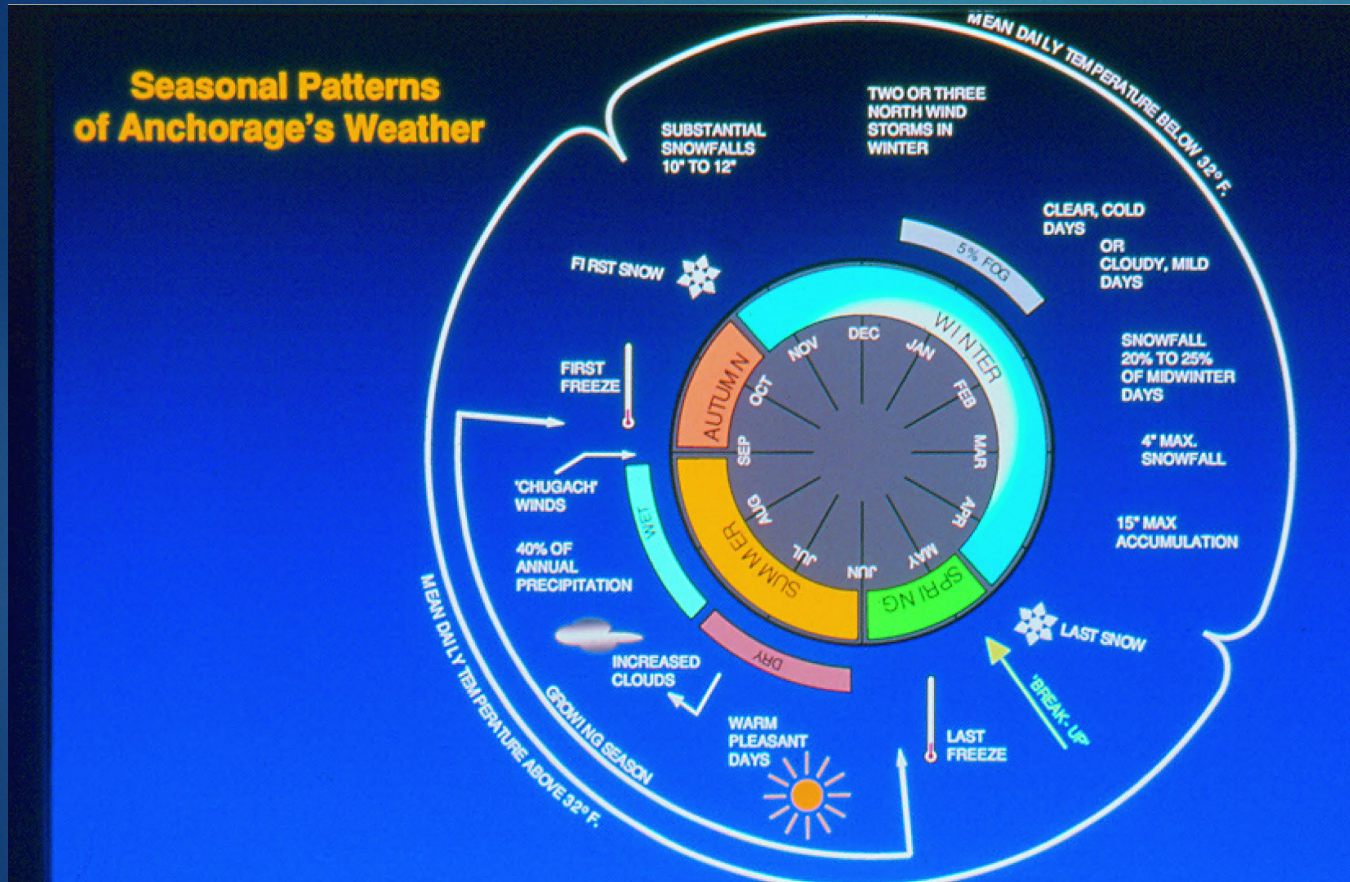 Seasonal Patterns
of Anchorage's Weather
MEAN DAILY TEMPERATURE BELOW 32° F.
TWO OR THREE
NORTH WIND
STORMS IN
WINTER
SUBSTANTIAL
SNOWFALLS
10" TO 12"
CLEAR, COLD
DAYS
OR
CLOUDY, MILD
DAYS
5% FOG
FIRST SNOW
WINTER
DEC
JAN
FEB
MAR
APR
MAY
JUN
JUL
AUG
SEP
OCT
NOV
SNOWFALL
20% TO 25%
OF MIDWINTER
DAYS
FIRST
FREEZE
AUTUMN
4" MAX.
SNOWFALL
'CHUGACH'
WINDS
WET
SUMMER
SPRING
15" MAX
ACCUMULATION
40% OF
ANNUAL
PRECIPITATION
LAST SNOW
DRY
INCREASED
CLOUDS
'BREAK-UP'
GROWING SEASON
WARM
PLEASANT
DAYS
LAST
FREEZE
MEAN DAILY TEMPERATURE ABOVE 32° F.